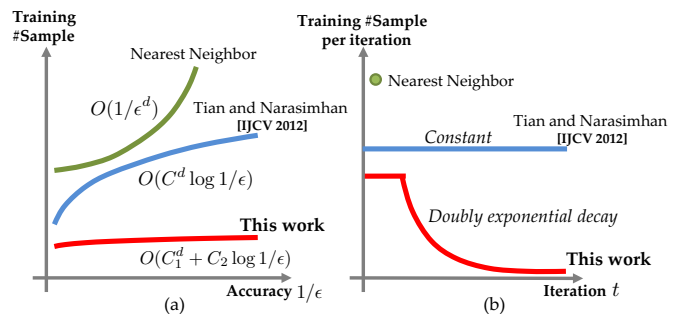 Training
#Sample
Nearest Neighbor
O(1/ϵ^d)
Tian and Narasimhan
[IJCV 2012]
O(C^d log 1/ϵ)
This work
O(C_1^d + C_2 log 1/ϵ)
Accuracy 1/ϵ
(a)
Training #Sample
per iteration
Nearest Neighbor
Tian and Narasimhan
[IJCV 2012]
Constant
Doubly exponential decay
This work
Iteration t
(b)